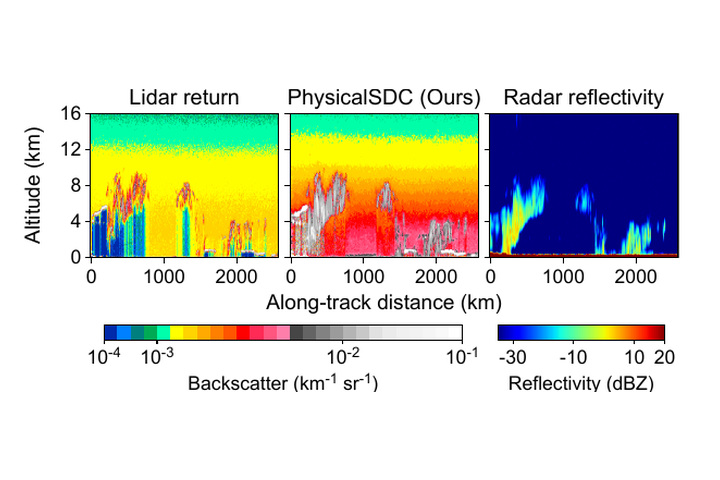 Lidar return PhysicalSDC (Ours) Radar reflectivity
Altitude (km)
16
12
8
4
0
0 1000 2000 0 1000 2000 0 1000 2000
Along-track distance (km)
10-4 10-3 10-2 10-1 -30 -10 10 20
Backscatter (km-1 sr-1) Reflectivity (dBZ)